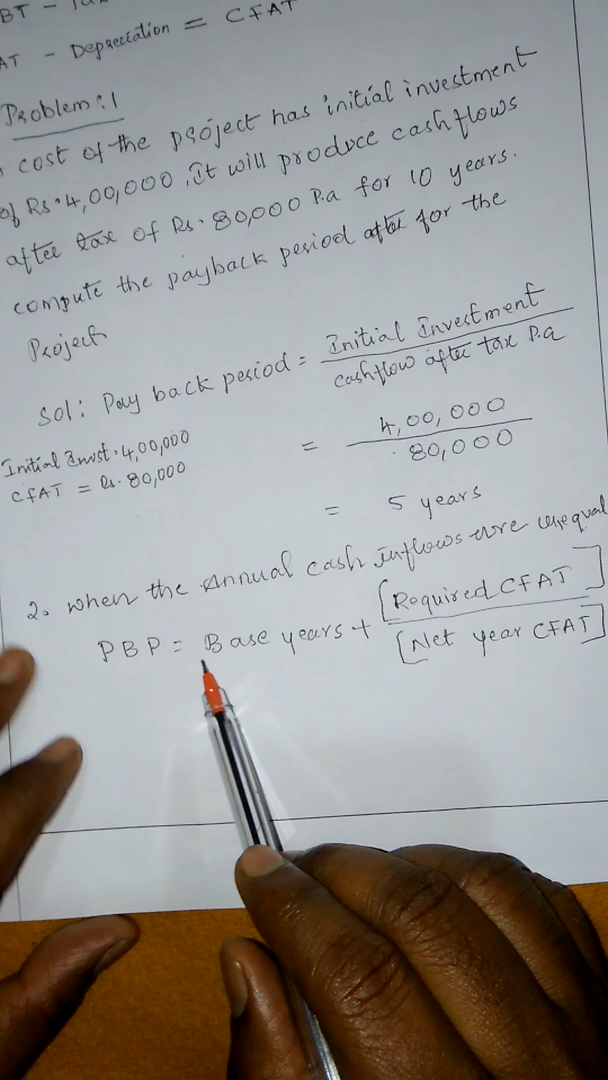 BT - Tax
AT - Depreciation = CFAT
Problem:1
cost of the project has initial investment
of Rs.4,00,000, It will produce cashflows
after tax of Rs. 80,000 P.a for 10 years.
compute the payback period after for the
Project
Sol: Pay back period = Initial Investment
cashflow after tax P.a
Initial Invst. 4,00,000
CFAT = Rs. 80,000
= 4,00,000
80,000
= 5 years
2. when the Annual cash inflows are unequal
PBP = Base years + [Required CFAT]
[Net year CFAT]